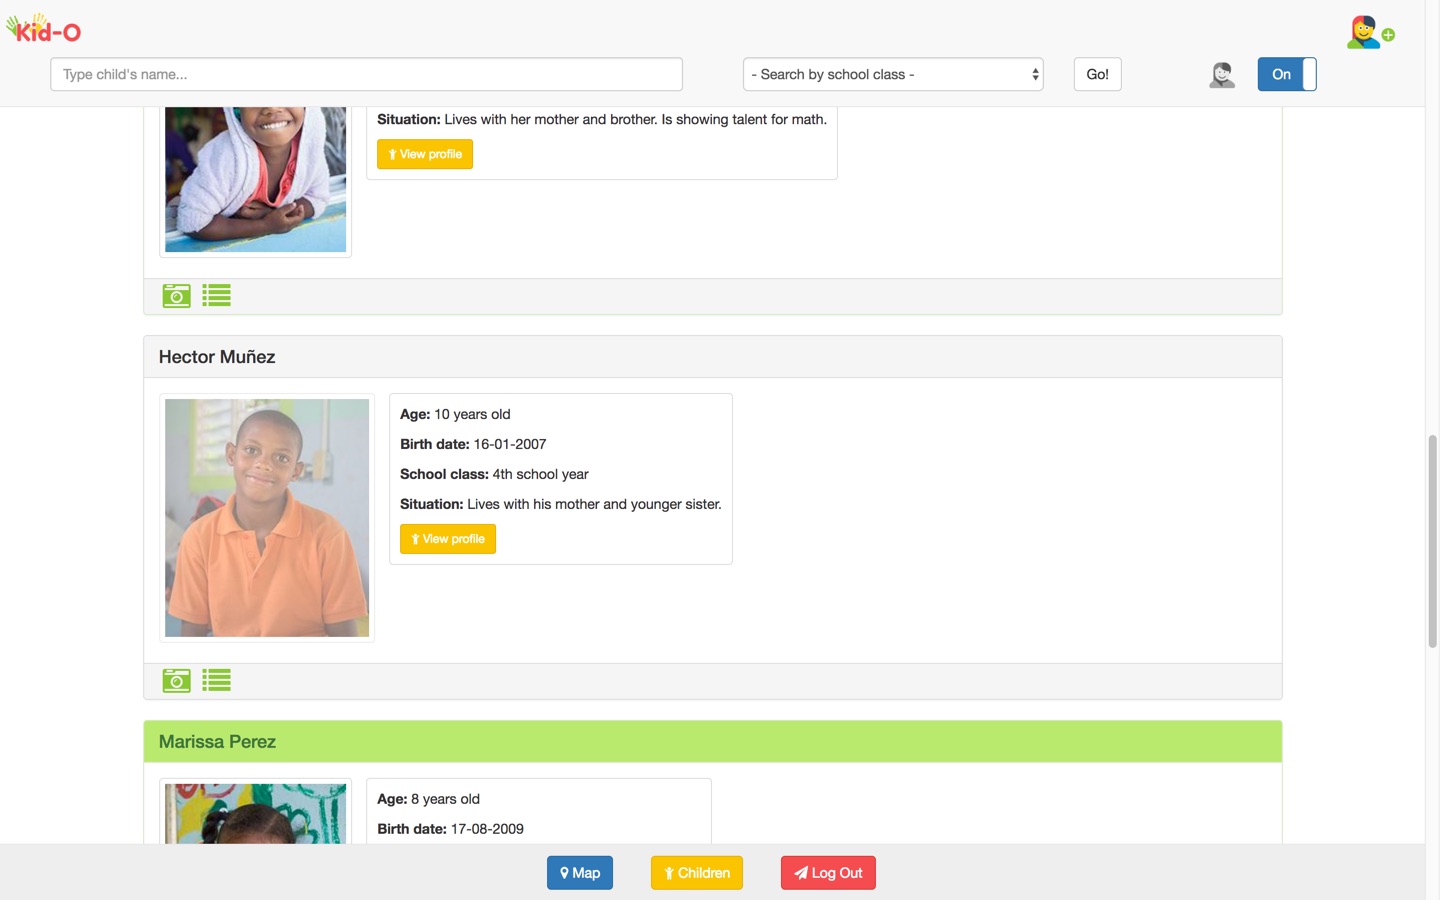 Kid-O
Type child's name...
- Search by school class -
Go!
On
Situation: Lives with her mother and brother. Is showing talent for math.
View profile
Hector Muñez
Age: 10 years old
Birth date: 16-01-2007
School class: 4th school year
Situation: Lives with his mother and younger sister.
View profile
Marissa Perez
Age: 8 years old
Birth date: 17-08-2009
Map
Children
Log Out